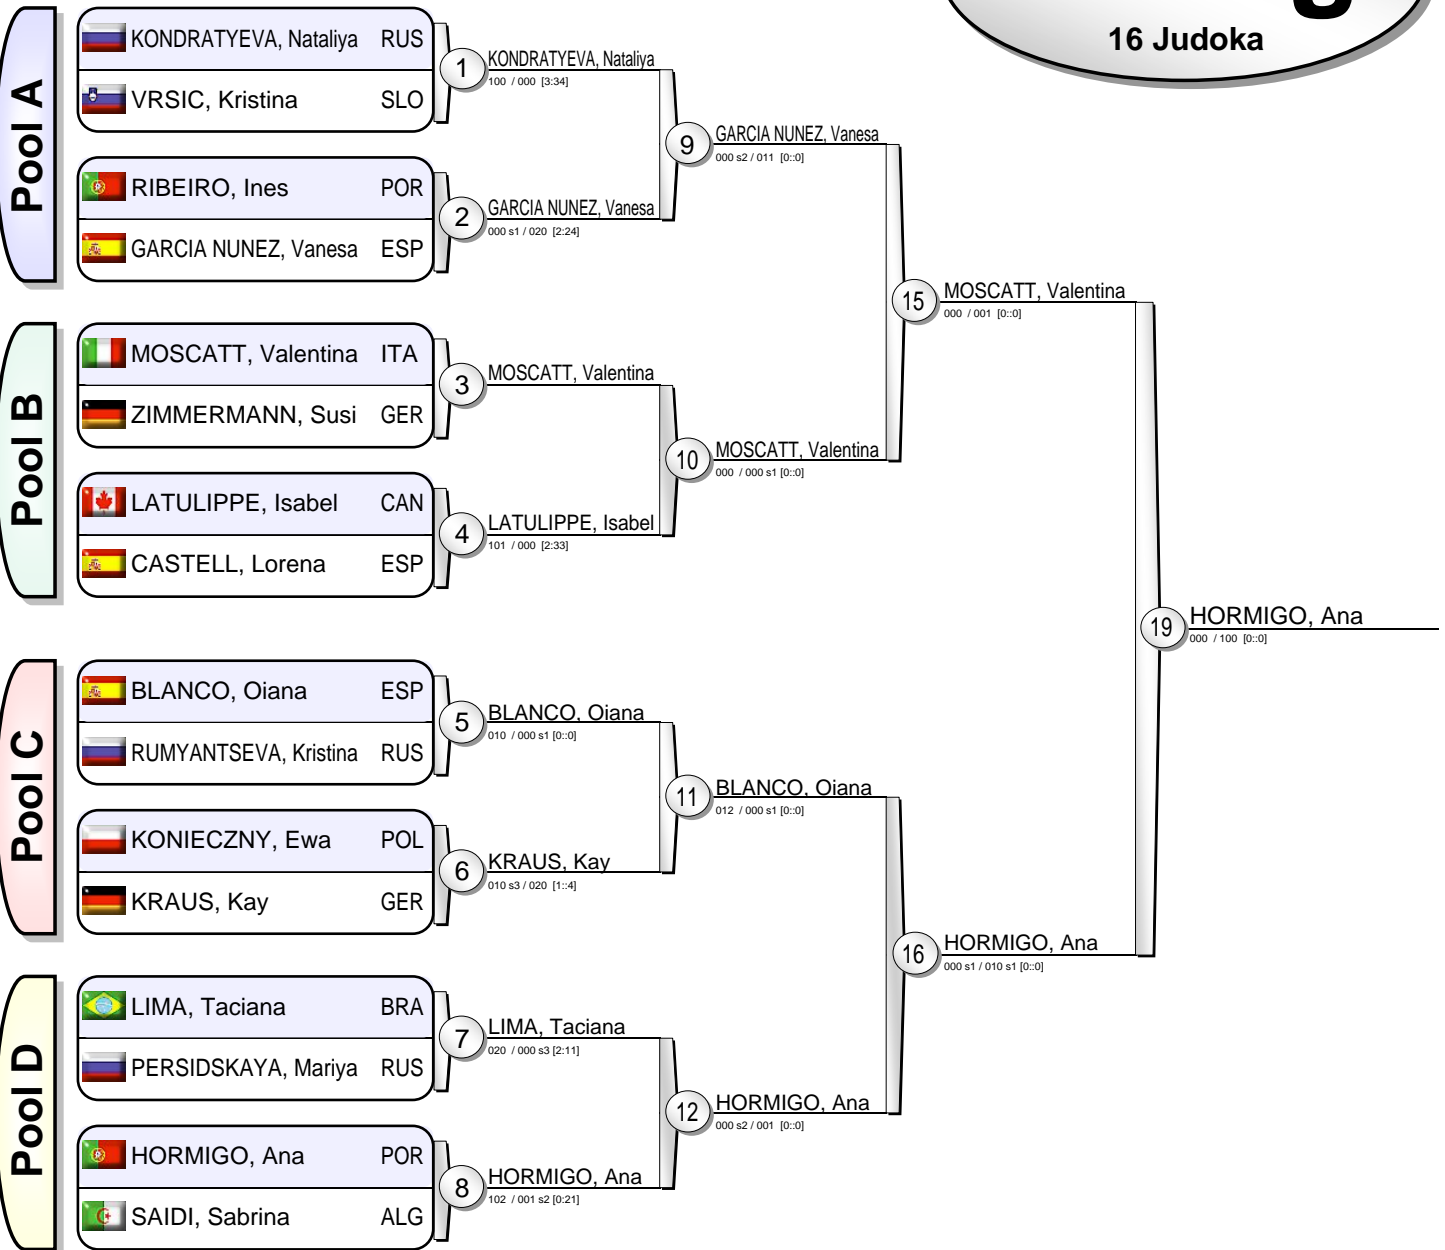 16 Judoka
Pool A
KONDRATYEVA, Nataliya RUS
VRSIC, Kristina SLO
1
KONDRATYEVA, Nataliya
100 / 000 [3:34]
RIBEIRO, Ines POR
GARCIA NUNEZ, Vanesa ESP
2
GARCIA NUNEZ, Vanesa
000 s1 / 020 [2:24]
9
GARCIA NUNEZ, Vanesa
000 s2 / 011 [0::0]
Pool B
MOSCATT, Valentina ITA
ZIMMERMANN, Susi GER
3
MOSCATT, Valentina
LATULIPPE, Isabel CAN
CASTELL, Lorena ESP
4
LATULIPPE, Isabel
101 / 000 [2:33]
10
MOSCATT, Valentina
000 / 000 s1 [0::0]
15
MOSCATT, Valentina
000 / 001 [0::0]
Pool C
BLANCO, Oiana ESP
RUMYANTSEVA, Kristina RUS
5
BLANCO, Oiana
010 / 000 s1 [0::0]
KONIECZNY, Ewa POL
KRAUS, Kay GER
6
KRAUS, Kay
010 s3 / 020 [1::4]
11
BLANCO, Oiana
012 / 000 s1 [0::0]
Pool D
LIMA, Taciana BRA
PERSIDSKAYA, Mariya RUS
7
LIMA, Taciana
020 / 000 s3 [2:11]
HORMIGO, Ana POR
SAIDI, Sabrina ALG
8
HORMIGO, Ana
102 / 001 s2 [0:21]
12
HORMIGO, Ana
000 s2 / 001 [0::0]
16
HORMIGO, Ana
000 s1 / 010 s1 [0::0]
19
HORMIGO, Ana
000 / 100 [0::0]